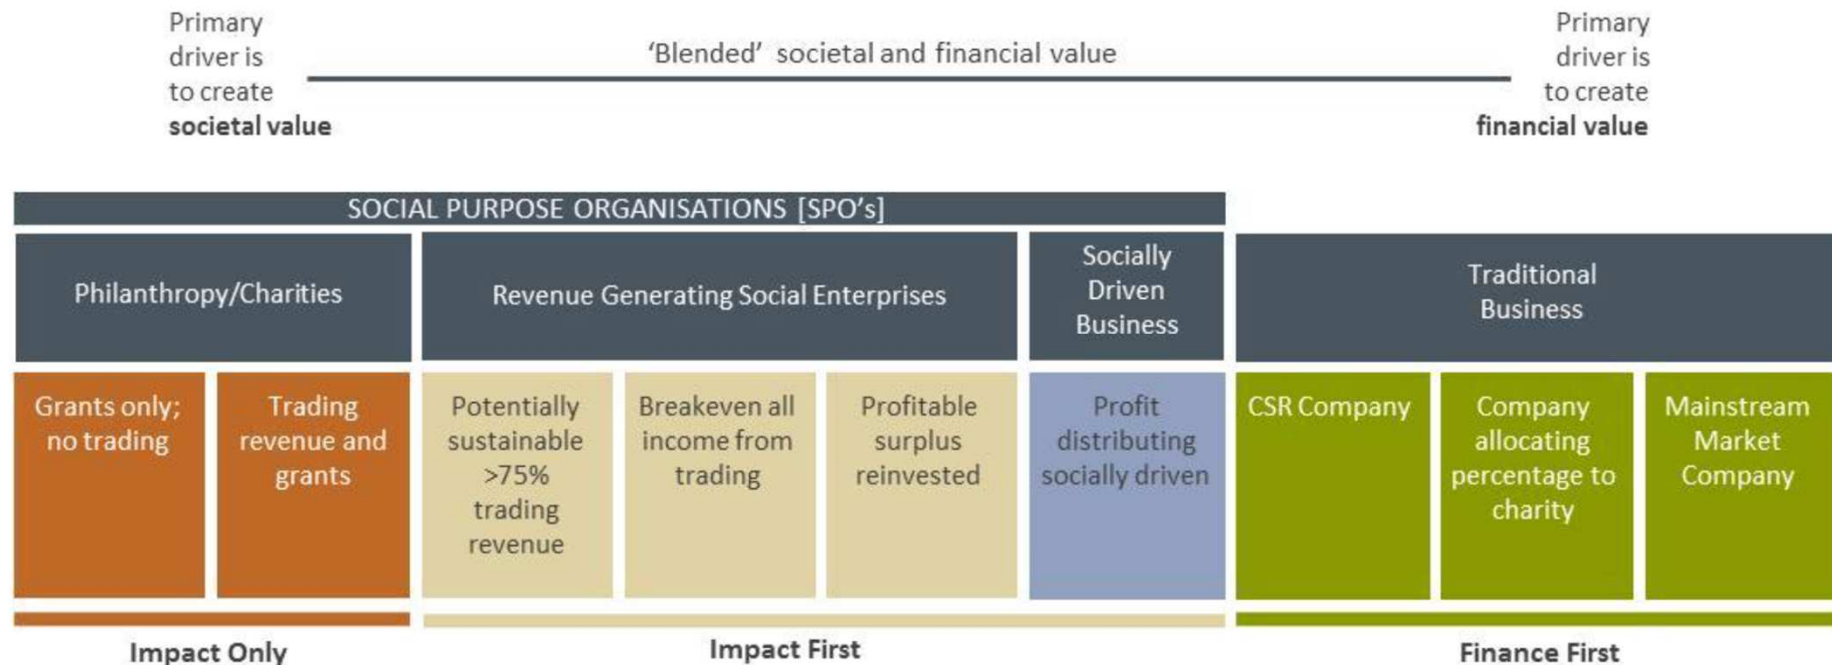 Primary
driver is
to create
societal value
‘Blended’ societal and financial value
Primary
driver is
to create
financial value
SOCIAL PURPOSE ORGANISATIONS [SPO's]
Philanthropy/Charities
Revenue Generating Social Enterprises
Socially
Driven
Business
Traditional
Business
Grants only;
no trading
Trading
revenue and
grants
Potentially
sustainable
>75%
trading
revenue
Breakeven all
income from
trading
Profitable
surplus
reinvested
Profit
distributing
socially driven
CSR Company
Company
allocating
percentage to
charity
Mainstream
Market
Company
Impact Only
Impact First
Finance First